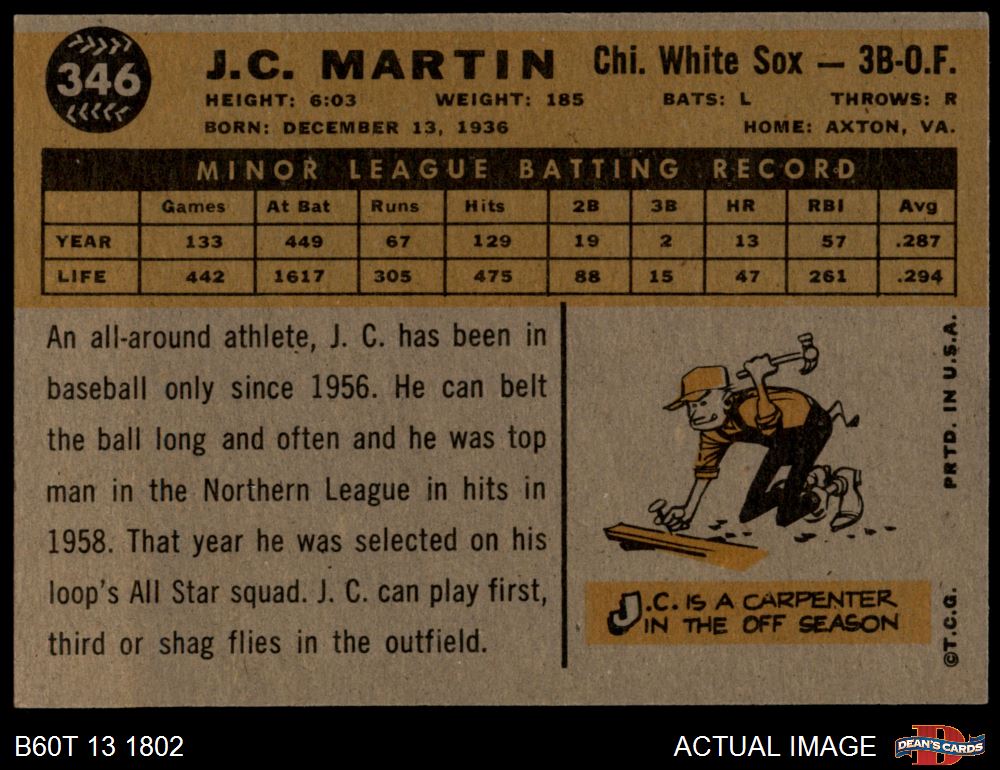 346
J.C. MARTIN Chi. White Sox — 3B-O.F.
HEIGHT: 6:03 WEIGHT: 185 BATS: L THROWS: R
BORN: DECEMBER 13, 1936 HOME: AXTON, VA.
MINOR LEAGUE BATTING RECORD
Games At Bat Runs Hits 2B 3B HR RBI Avg
YEAR 133 449 67 129 19 2 13 57 .287
LIFE 442 1617 305 475 88 15 47 261 .294
An all-around athlete, J. C. has been in
baseball only since 1956. He can belt
the ball long and often and he was top
man in the Northern League in hits in
1958. That year he was selected on his
loop's All Star squad. J. C. can play first,
third or shag flies in the outfield.
J.C. IS A CARPENTER
IN THE OFF SEASON
©T.C.G. PRTD. IN U.S.A.
B60T 13 1802 ACTUAL IMAGE
D
DEAN'S CARDS